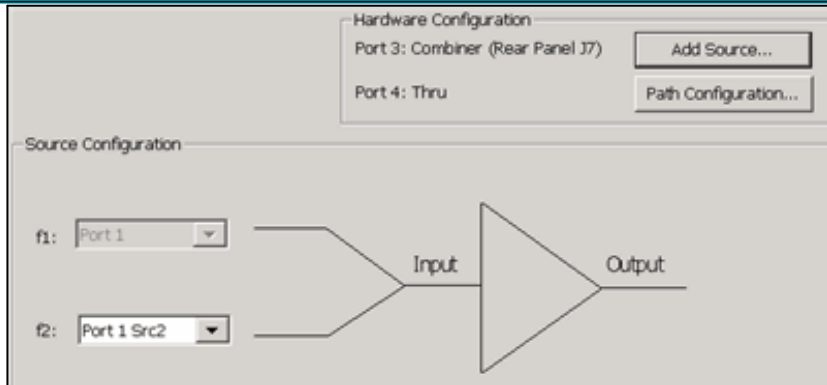 Hardware Configuration
Port 3: Combiner (Rear Panel J7)
Add Source...
Port 4: Thru
Path Configuration...
Source Configuration
f1: Port 1
Input
Output
f2: Port 1 Src2